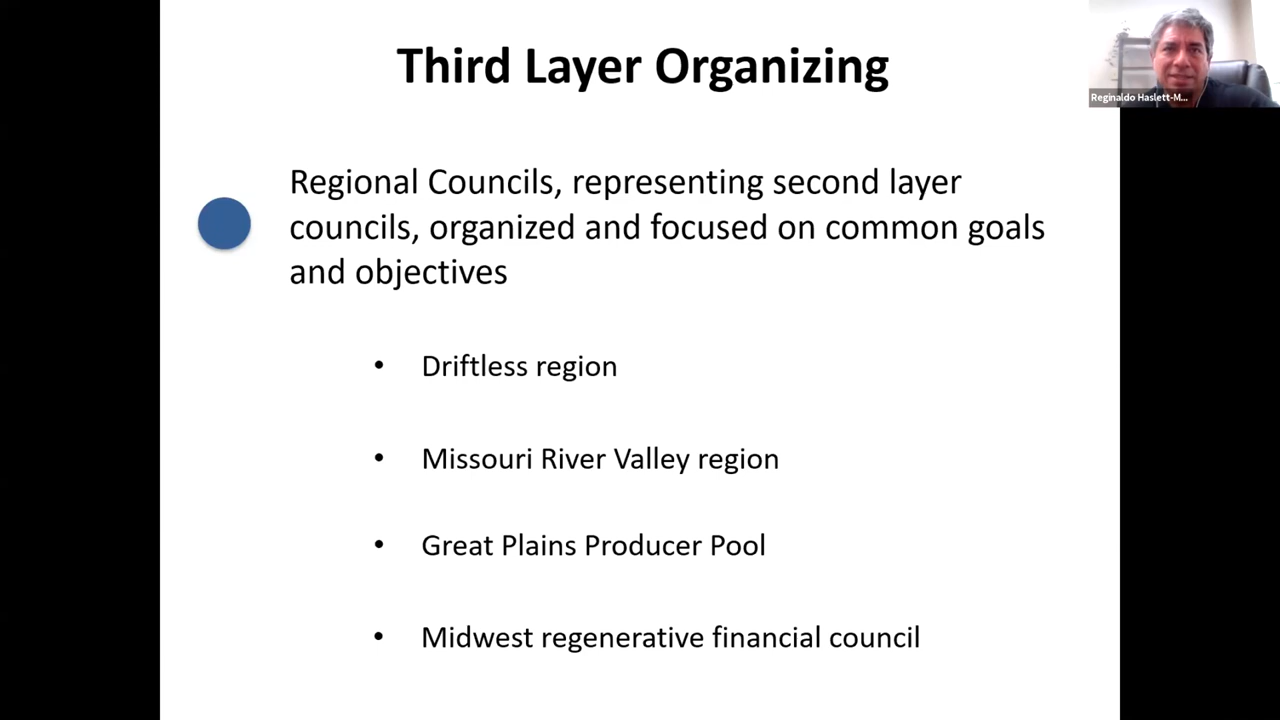 Third Layer Organizing
Reginaldo Haslett-M...
Regional Councils, representing second layer
councils, organized and focused on common goals
and objectives
• Driftless region
• Missouri River Valley region
• Great Plains Producer Pool
• Midwest regenerative financial council